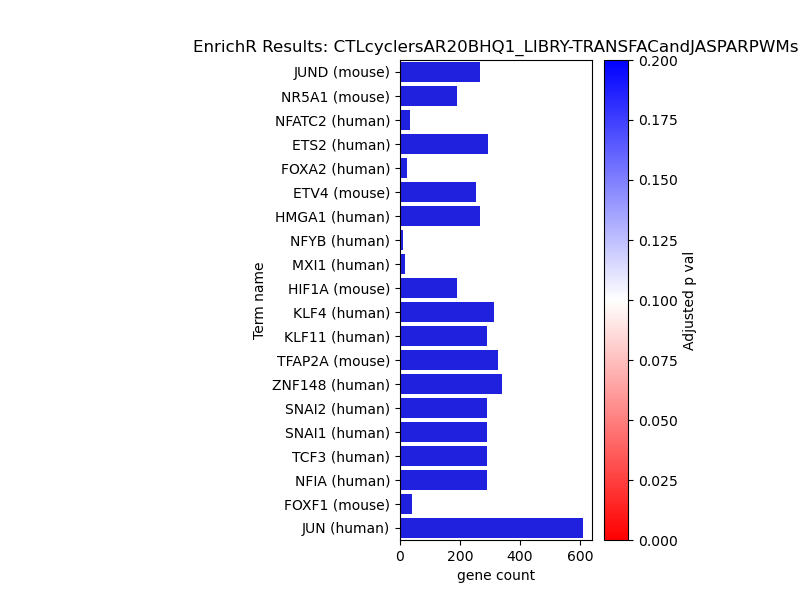 EnrichR Results: CTLcyclersAR20BHQ1_LIBRY-TRANSFACandJASPARPWMs
JUND (mouse)
NR5A1 (mouse)
NFATC2 (human)
ETS2 (human)
FOXA2 (human)
ETV4 (mouse)
HMGA1 (human)
NFYB (human)
MXI1 (human)
HIF1A (mouse)
KLF4 (human)
KLF11 (human)
TFAP2A (mouse)
ZNF148 (human)
SNAI2 (human)
SNAI1 (human)
TCF3 (human)
NFIA (human)
FOXF1 (mouse)
JUN (human)
Term name
0 200 400 600
gene count
0.200
0.175
0.150
0.125
0.100
0.075
0.050
0.025
0.000
Adjusted p val